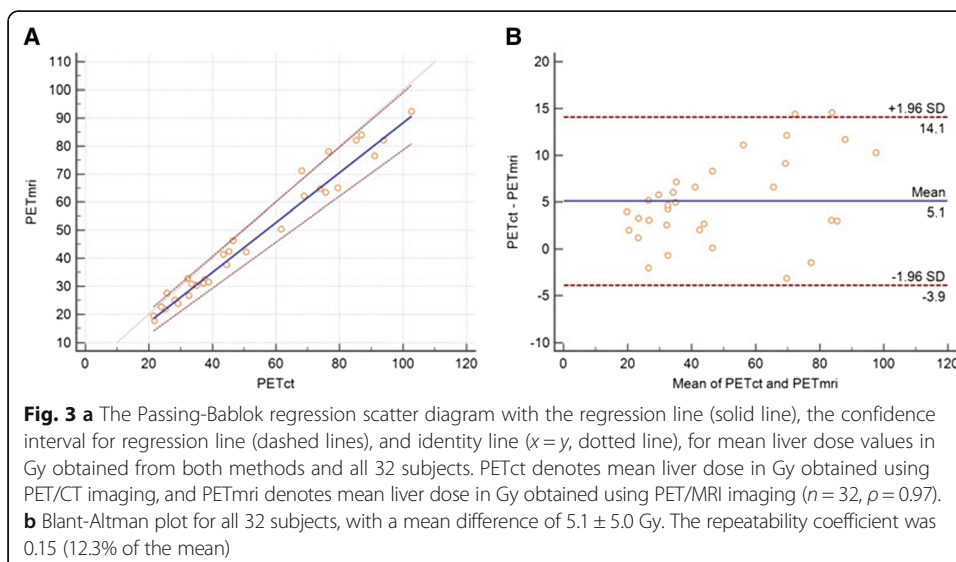 A
B
110
100
90
80
70
60
50
40
30
20
10
PETmri
0
20
40
60
80
100
120
PETct
20
15
10
5
0
-5
-10
PETct - PETmri
+1.96 SD
14.1
Mean
5.1
-1.96 SD
-3.9
0
20
40
60
80
100
120
Mean of PETct and PETmri
Fig. 3 a The Passing-Bablok regression scatter diagram with the regression line (solid line), the confidence
interval for regression line (dashed lines), and identity line (x = y, dotted line), for mean liver dose values in
Gy obtained from both methods and all 32 subjects. PETct denotes mean liver dose in Gy obtained using
PET/CT imaging, and PETmri denotes mean liver dose in Gy obtained using PET/MRI imaging (n = 32, ρ = 0.97).
b Blant-Altman plot for all 32 subjects, with a mean difference of 5.1 ± 5.0 Gy. The repeatability coefficient was
0.15 (12.3% of the mean)